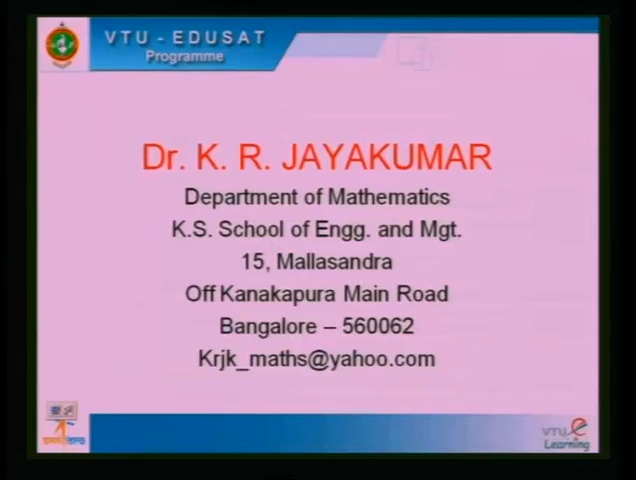 VTU - EDUSAT
Programme
Dr. K. R. JAYAKUMAR
Department of Mathematics
K.S. School of Engg. and Mgt.
15, Mallasandra
Off Kanakapura Main Road
Bangalore – 560062
Krjk_maths@yahoo.com
VTU e
Learning